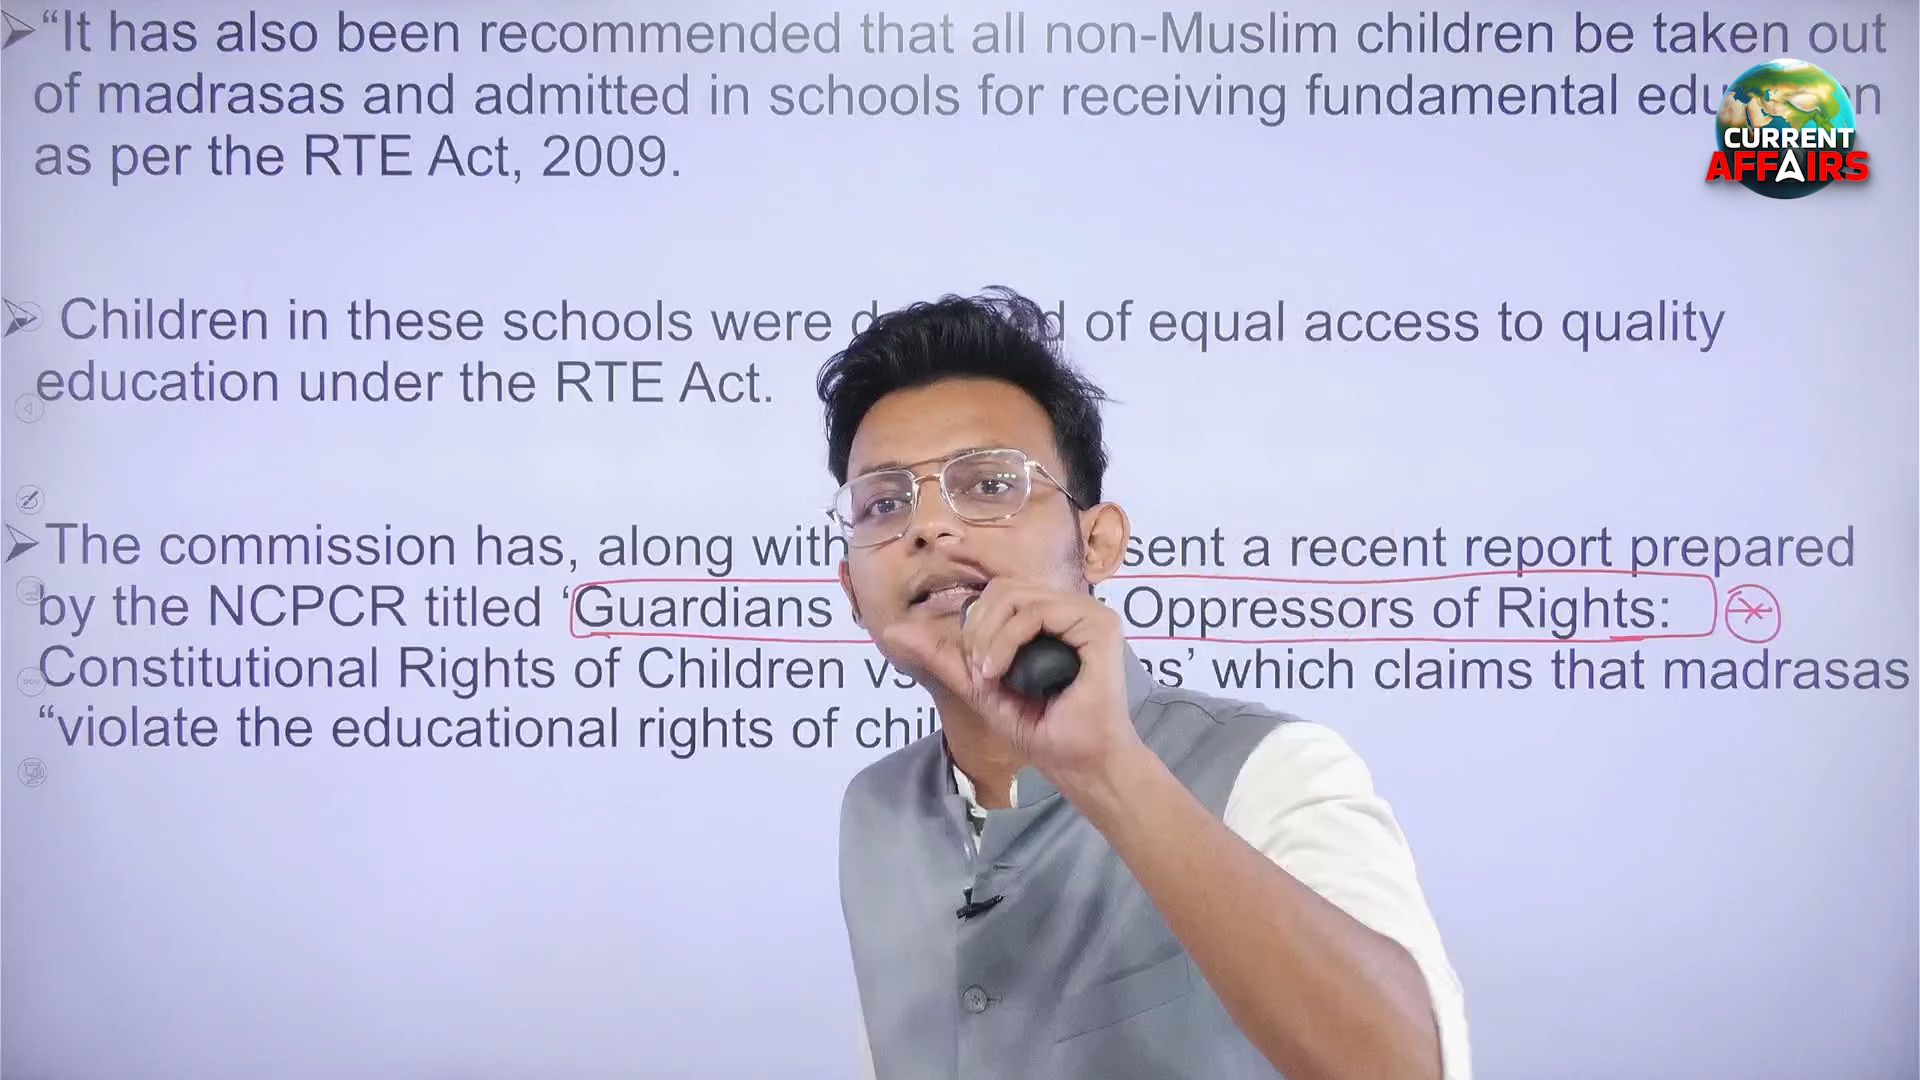 “It has also been recommended that all non-Muslim children be taken out
of madrasas and admitted in schools for receiving fundamental
as per the RTE Act, 2009.
CURRENT
AFFAIRS
Children in these schools were of equal access to quality
education under the RTE Act.
The commission has, along with sent a recent report prepared
by the NCPCR titled ‘Guardians Oppressors of Rights:
Constitutional Rights of Children vs which claims that madrasas
“violate the educational rights of